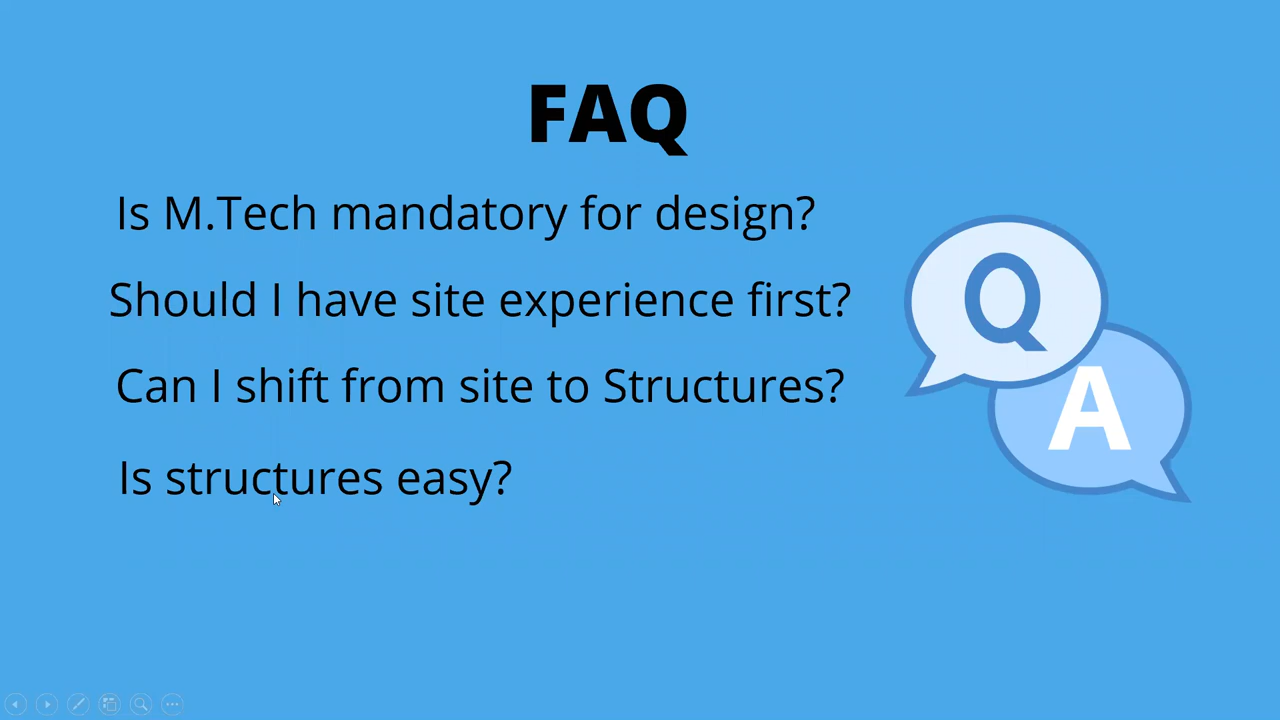 FAQ
Is M.Tech mandatory for design?
Should I have site experience first?
Can I shift from site to Structures?
Is structures easy?
Q
A